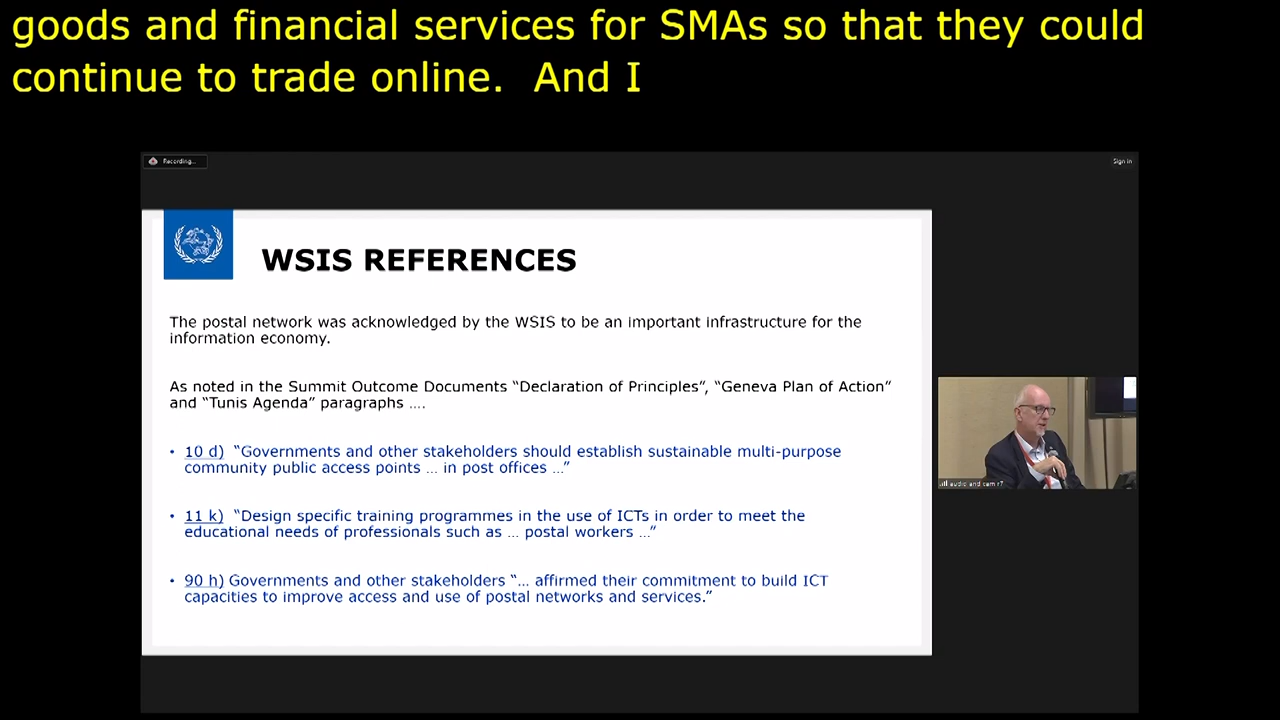 goods and financial services for SMAs so that they could
continue to trade online.  And I
Recording...
Sign in
WSIS REFERENCES
The postal network was acknowledged by the WSIS to be an important infrastructure for the
information economy.
As noted in the Summit Outcome Documents “Declaration of Principles”, “Geneva Plan of Action”
and “Tunis Agenda” paragraphs ....
• 10 d)  “Governments and other stakeholders should establish sustainable multi-purpose
community public access points ... in post offices ...”
• 11 k)  “Design specific training programmes in the use of ICTs in order to meet the
educational needs of professionals such as ... postal workers ...”
• 90 h) Governments and other stakeholders “... affirmed their commitment to build ICT
capacities to improve access and use of postal networks and services.”
audio and cam r7